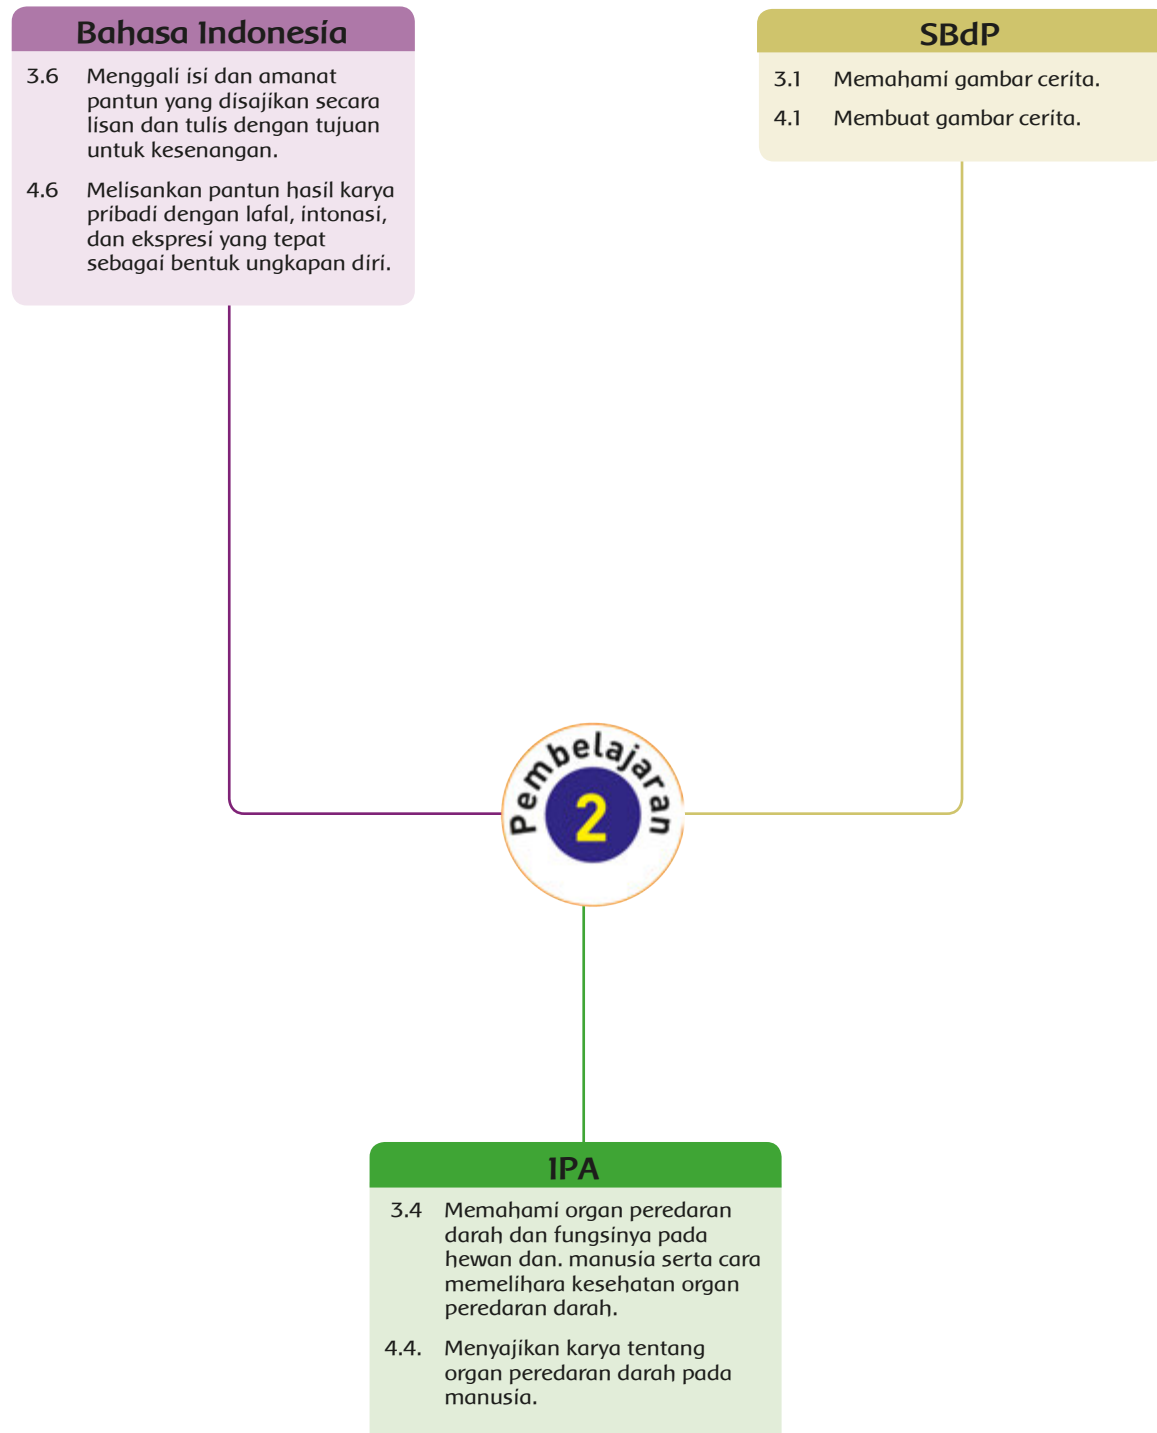 Bahasa Indonesia
3.6 Menggali isi dan amanat
pantun yang disajikan secara
lisan dan tulis dengan tujuan
untuk kesenangan.
4.6 Melisankan pantun hasil karya
pribadi dengan lafal, intonasi,
dan ekspresi yang tepat
sebagai bentuk ungkapan diri.
SBdP
3.1 Memahami gambar cerita.
4.1 Membuat gambar cerita.
Pembelajaran
2
IPA
3.4 Memahami organ peredaran
darah dan fungsinya pada
hewan dan. manusia serta cara
memelihara kesehatan organ
peredaran darah.
4.4. Menyajikan karya tentang
organ peredaran darah pada
manusia.